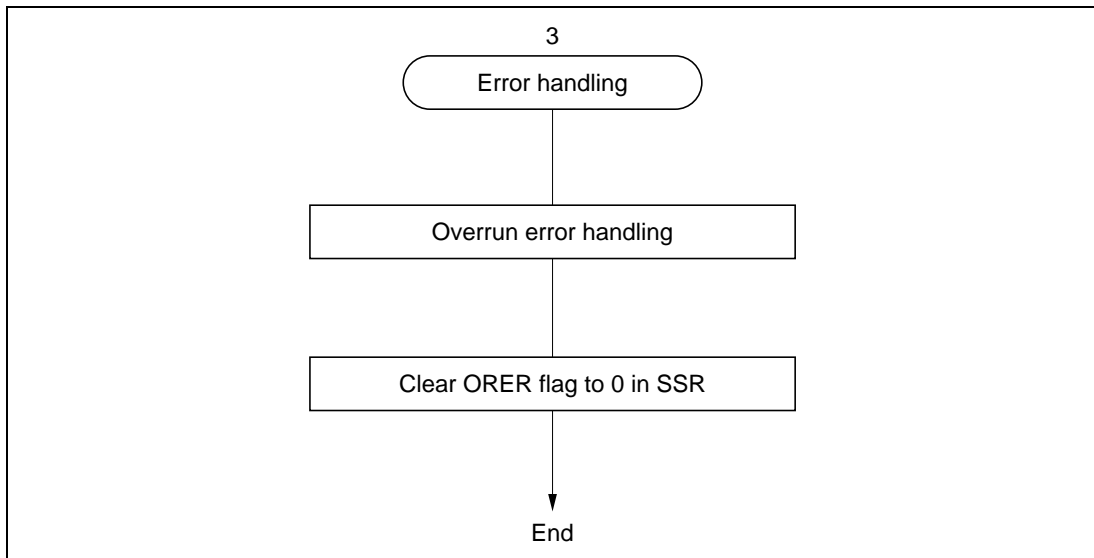 3
Error handling
Overrun error handling
Clear ORER flag to 0 in SSR
End